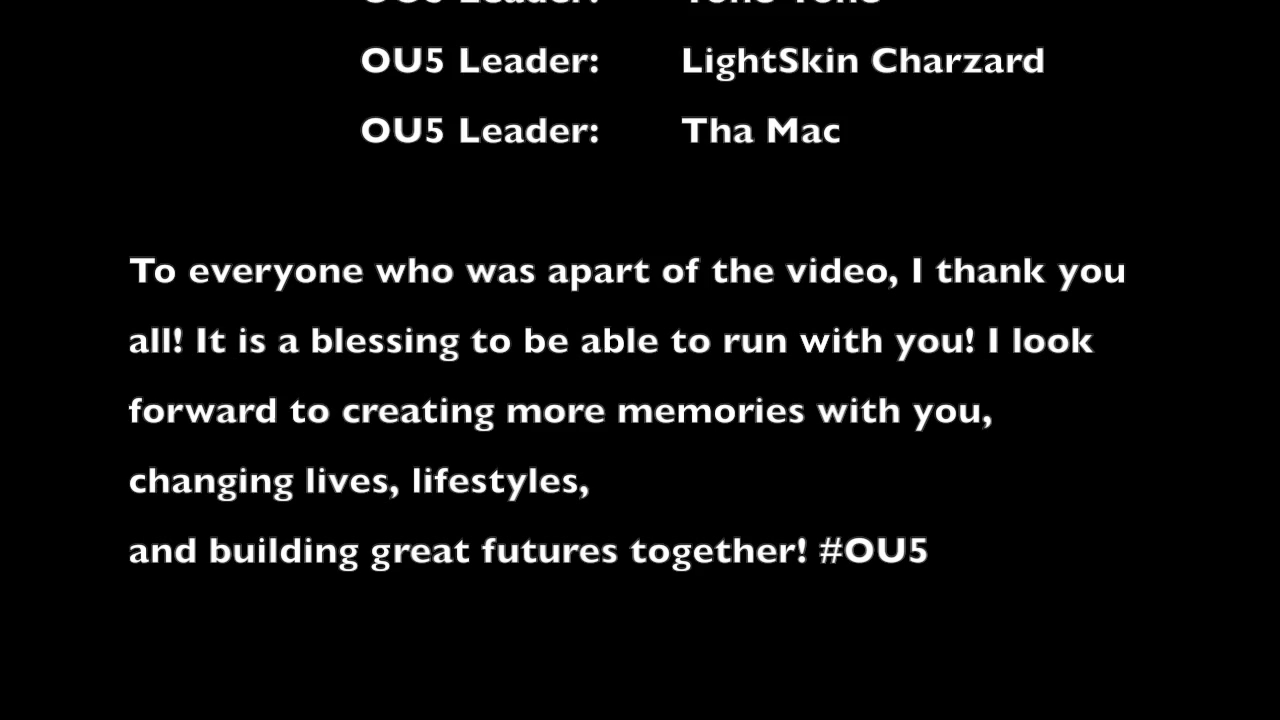 OU5 Leader: LightSkin Charzard
OU5 Leader: Tha Mac
To everyone who was apart of the video, I thank you
all! It is a blessing to be able to run with you! I look
forward to creating more memories with you,
changing lives, lifestyles,
and building great futures together! #OU5